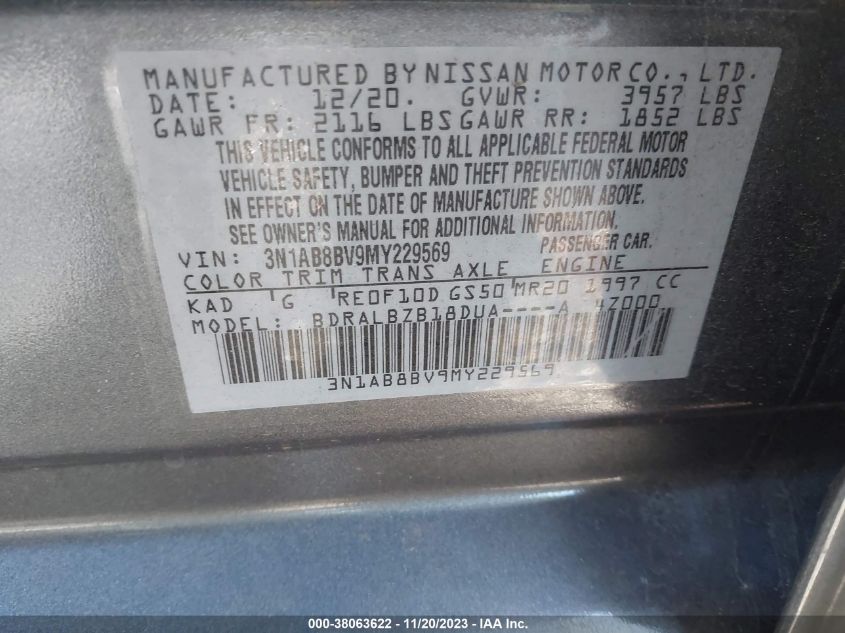 MANUFACTURED BY NISSAN MOTOR CO., LTD.
DATE: 12/20. GVWR: 3957 LBS
GAWR FR: 2116 LBS GAWR RR: 1852 LBS
THIS VEHICLE CONFORMS TO ALL APPLICABLE FEDERAL MOTOR
VEHICLE SAFETY, BUMPER AND THEFT PREVENTION STANDARDS
IN EFFECT ON THE DATE OF MANUFACTURE SHOWN ABOVE.
SEE OWNER'S MANUAL FOR ADDITIONAL INFORMATION.
VIN: 3N1AB8BV9MY229569 PASSENGER CAR.
COLOR TRIM TRANS AXLE ENGINE
KAD G RE0F10D GS50 MR20 1997 CC
MODEL: BDRALBZB18DUA----A 4Z000
3N1AB8BV9MY229569
000-38063622 - 11/20/2023 - IAA Inc.